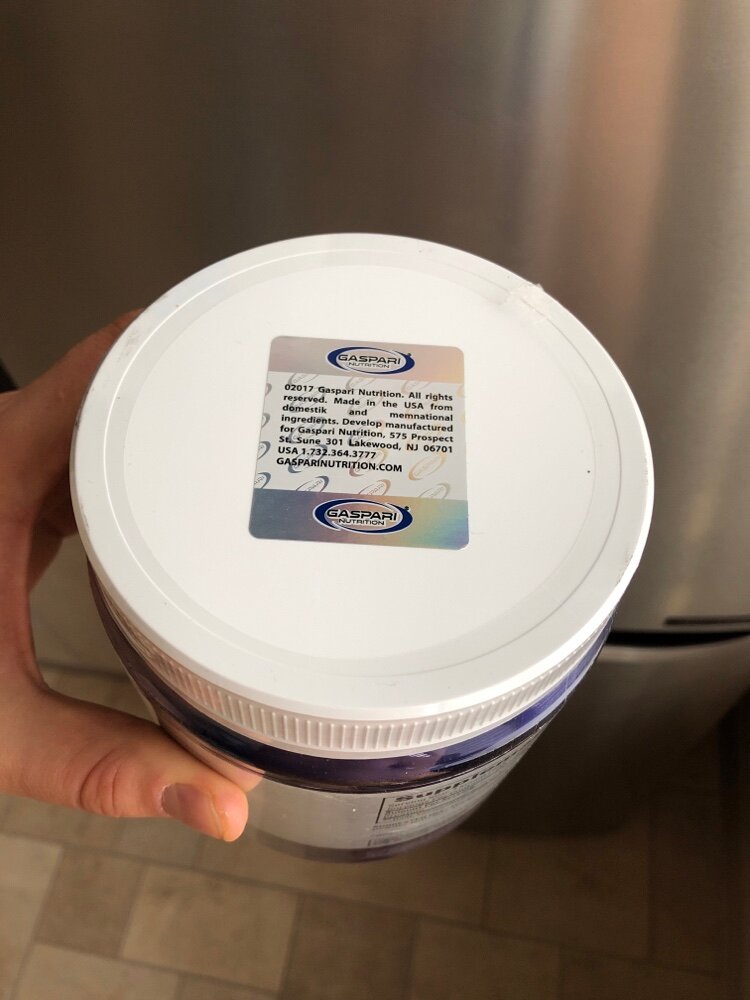 GASPARI
NUTRITION
02017 Gaspari Nutrition. All rights
reserved. Made in the USA from
domestik and memnational
ingredients. Develop manufactured
for Gaspari Nutrition, 575 Prospect
St. Sune 301 Lakewood, NJ 06701
USA 1.732.364.3777
GASPARINUTRITION.COM
GASPARI
NUTRITION